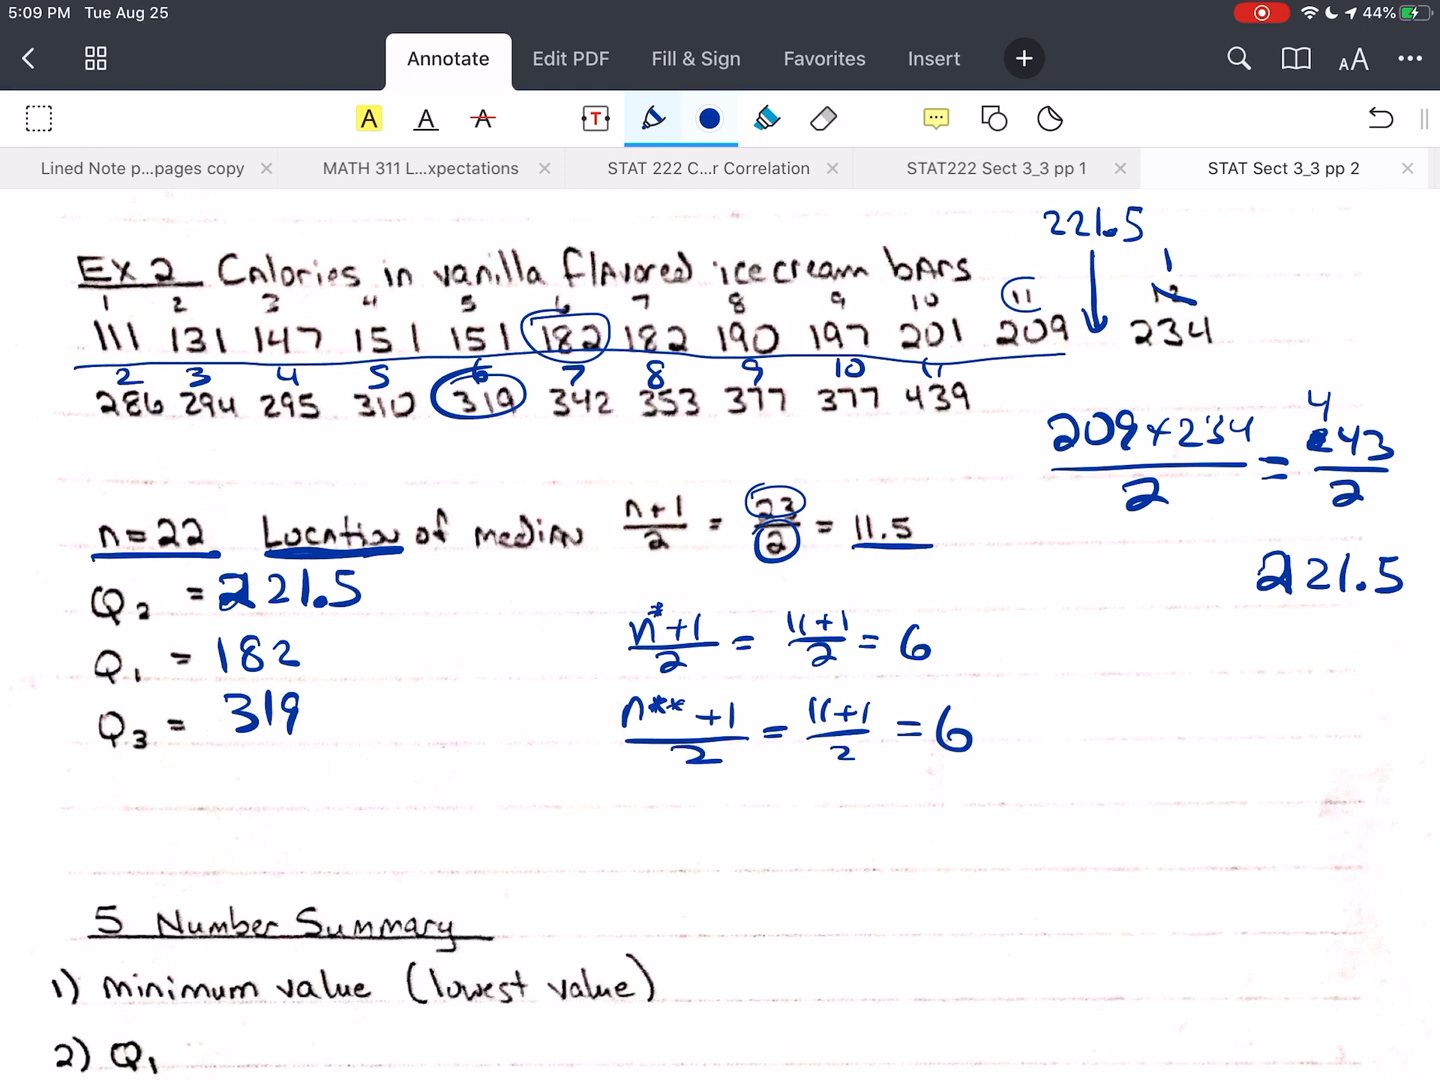 5:09 PM Tue Aug 25 44%
Annotate Edit PDF Fill & Sign Favorites Insert
A A A T AA
Lined Note p...pages copy MATH 311 L...xpectations STAT 222 C...r Correlation STAT222 Sect 3_3 pp 1 STAT Sect 3_3 pp 2
221.5
Ex 2 Calories in vanilla flavored icecream bars
1 2 3 4 5 6 7 8 9 10 11 12 1
111 131 147 151 151 182 182 190 197 201 209 234
2 3 4 5 6 7 8 9 10 11
286 294 295 310 319 342 353 377 377 439
209+234/2 = 443/2
221.5
n=22 Location of median n+1/2 = 23/2 = 11.5
Q2 = 221.5
Q1 = 182
n*+1/2 = 11+1/2 = 6
Q3 = 319
n**+1/2 = 11+1/2 = 6
5 Number Summary
1) minimum value (lowest value)
2) Q1